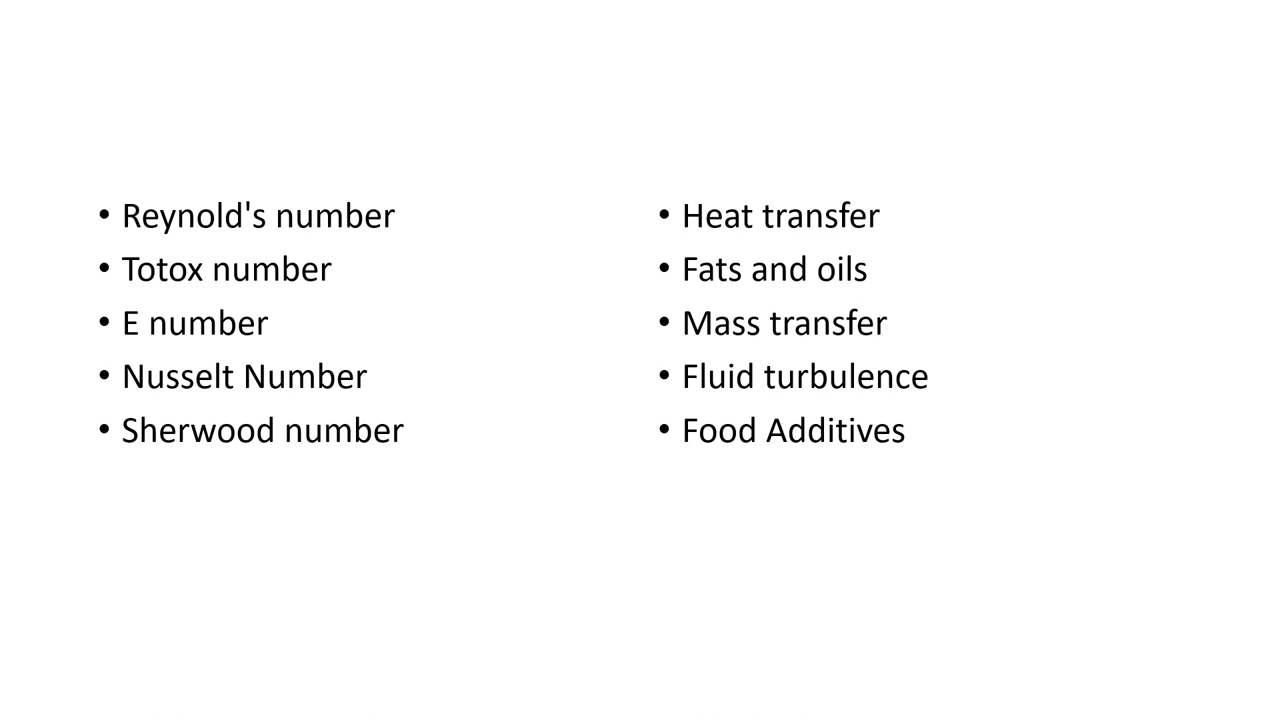 • Reynold's number
• Totox number
• E number
• Nusselt Number
• Sherwood number
• Heat transfer
• Fats and oils
• Mass transfer
• Fluid turbulence
• Food Additives